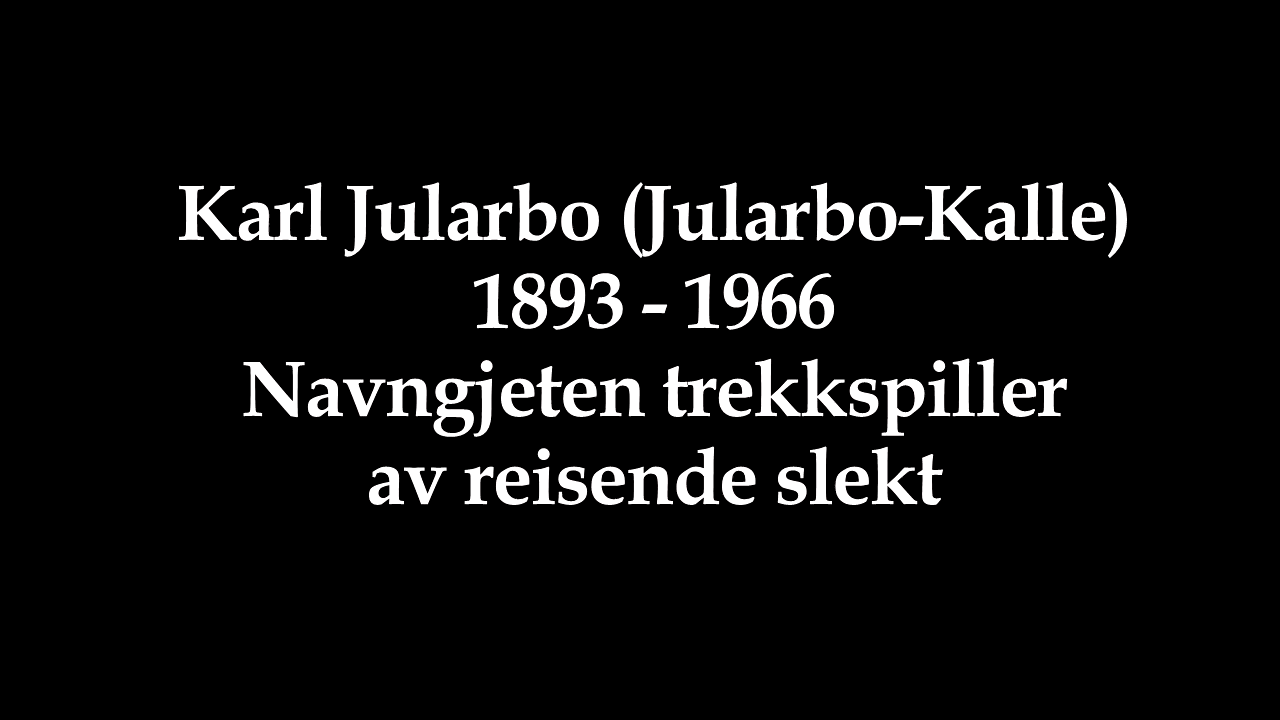 Karl Jularbo (Jularbo-Kalle)
1893 - 1966
Navngjeten trekkspiller
av reisende slekt